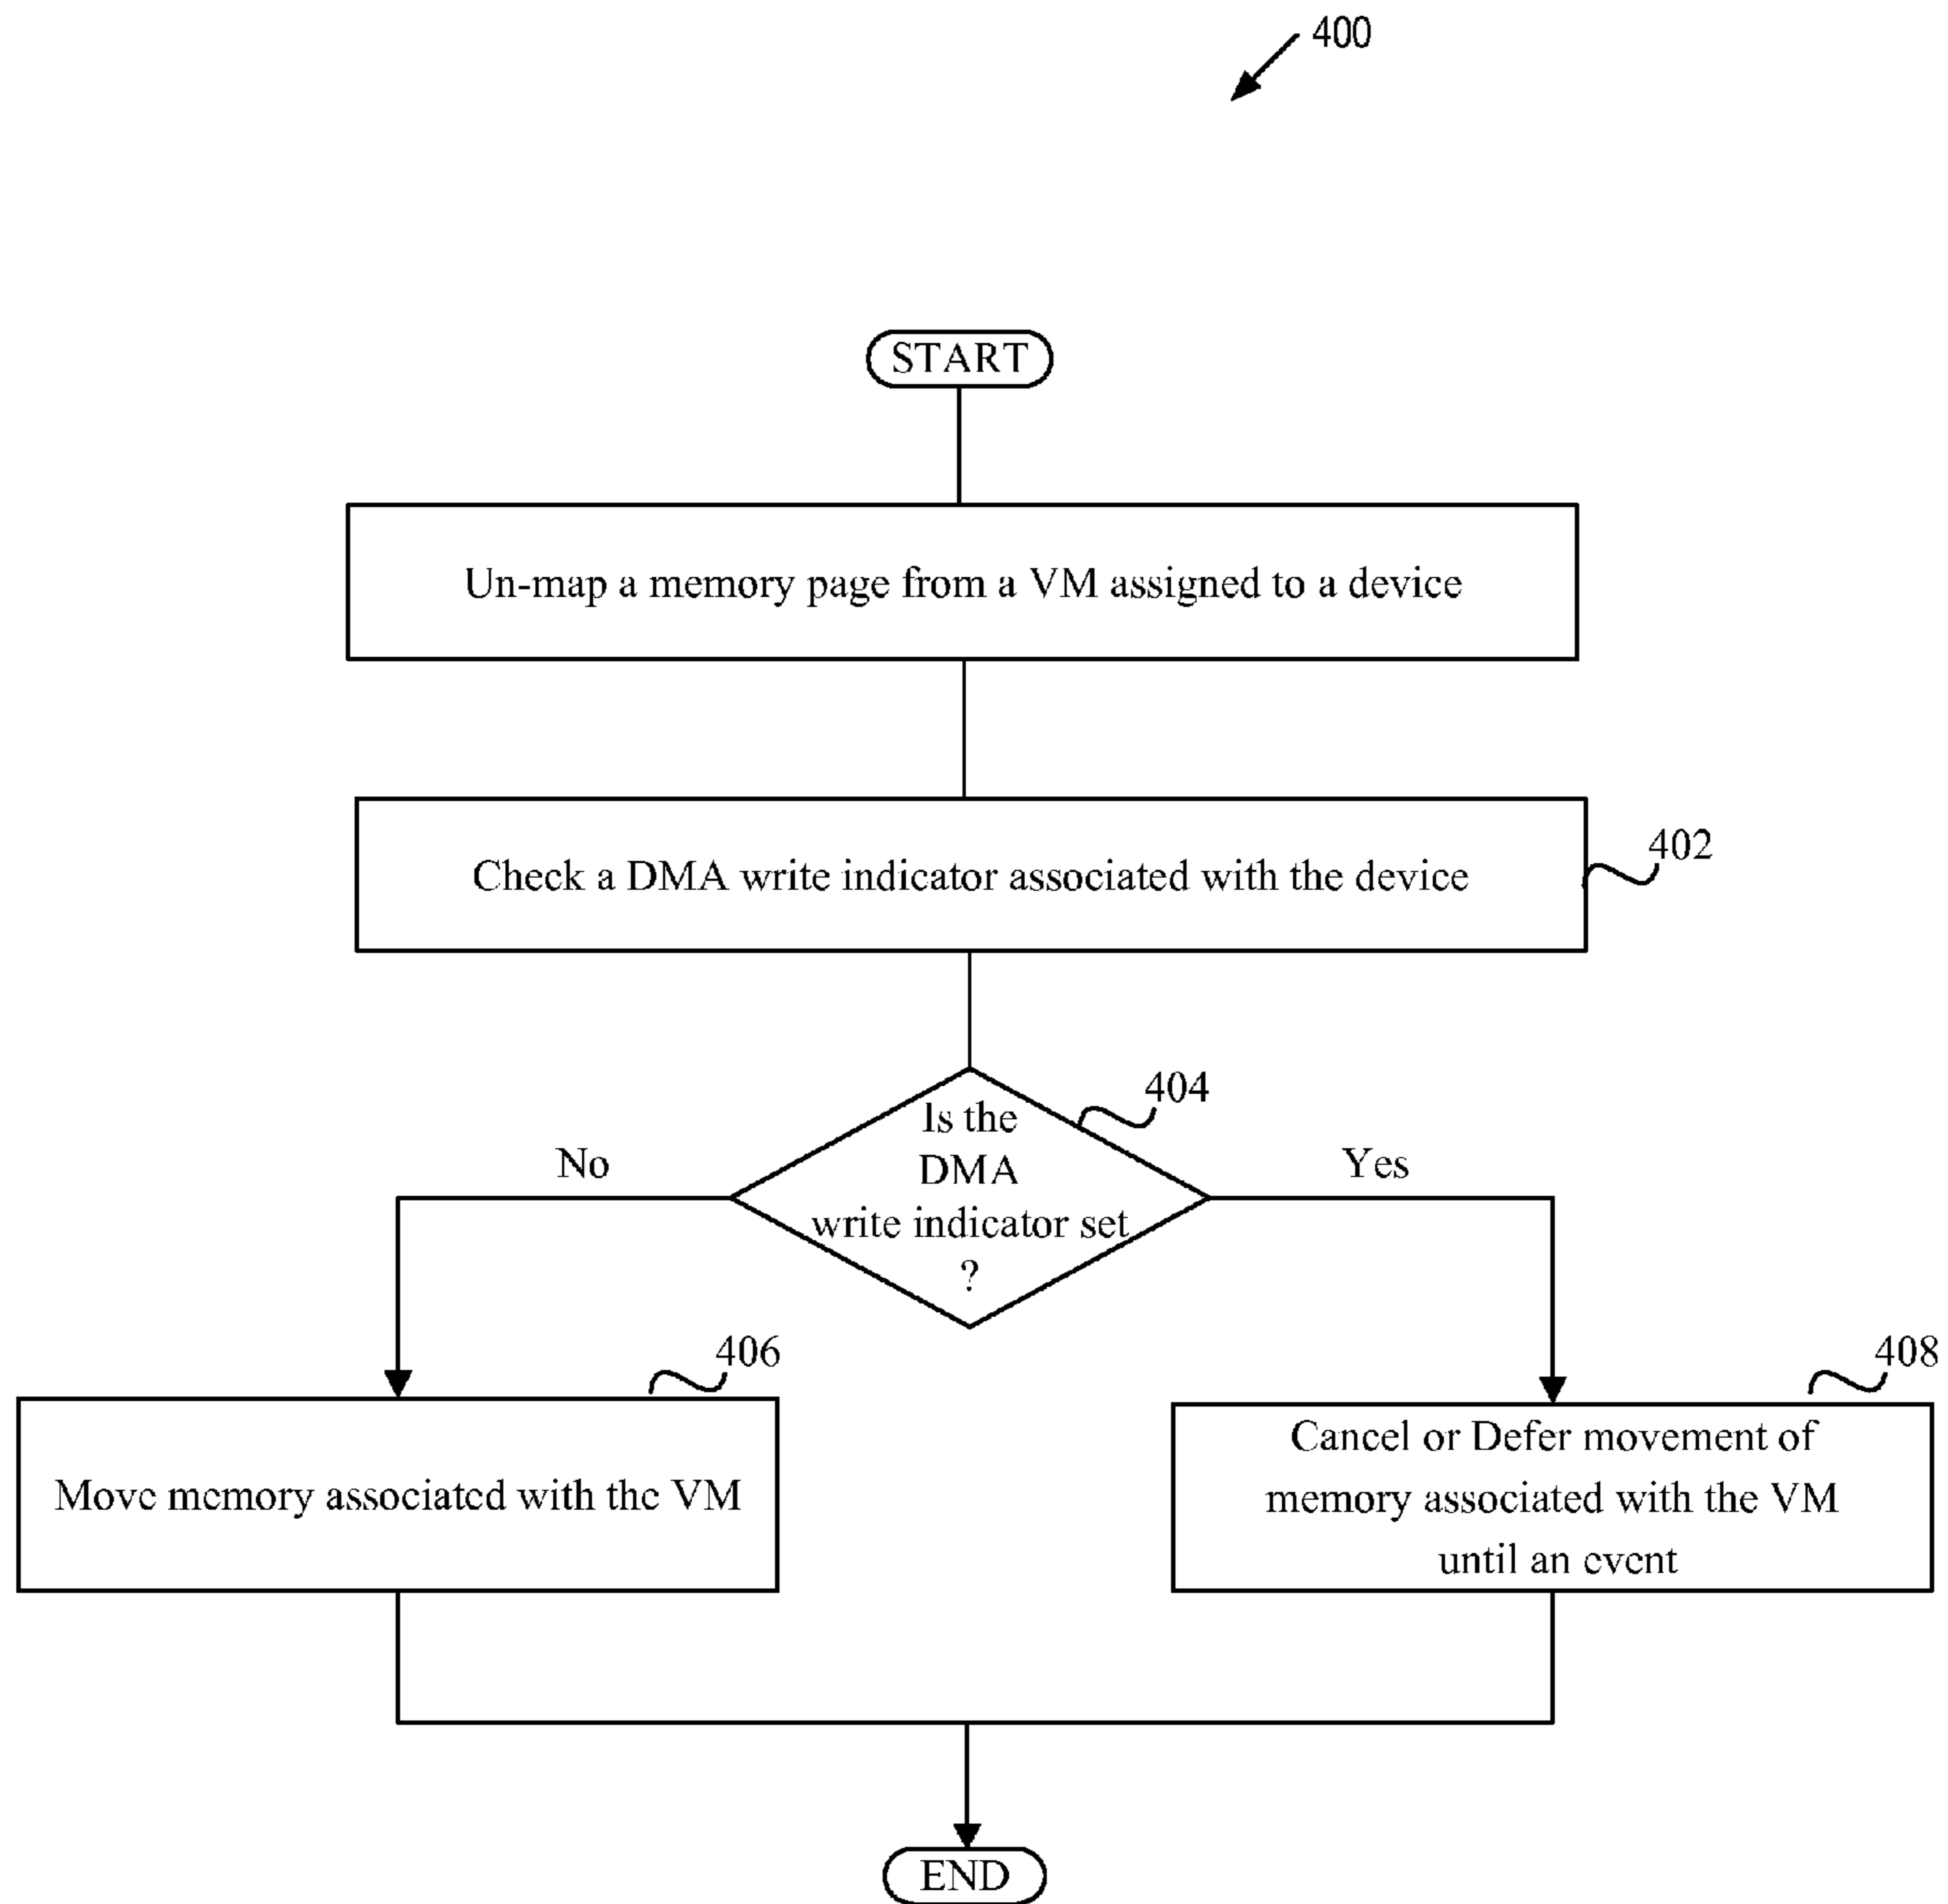 400
START
Un-map a memory page from a VM assigned to a device
Check a DMA write indicator associated with the device
402
404
Is the
DMA
write indicator set
?
No
Yes
406
408
Move memory associated with the VM
Cancel or Defer movement of
memory associated with the VM
until an event
END